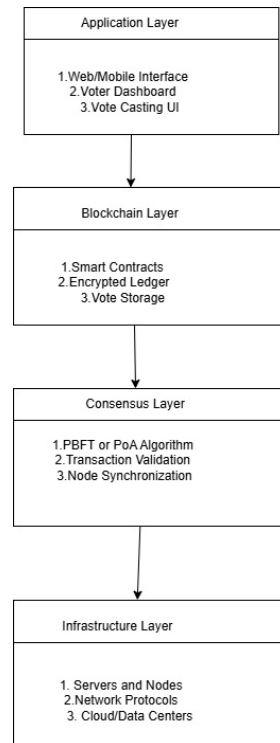 Application Layer
1.Web/Mobile Interface
2.Voter Dashboard
3.Vote Casting UI
Blockchain Layer
1.Smart Contracts
2.Encrypted Ledger
3.Vote Storage
Consensus Layer
1.PBFT or PoA Algorithm
2.Transaction Validation
3.Node Synchronization
Infrastructure Layer
1. Servers and Nodes
2.Network Protocols
3. Cloud/Data Centers